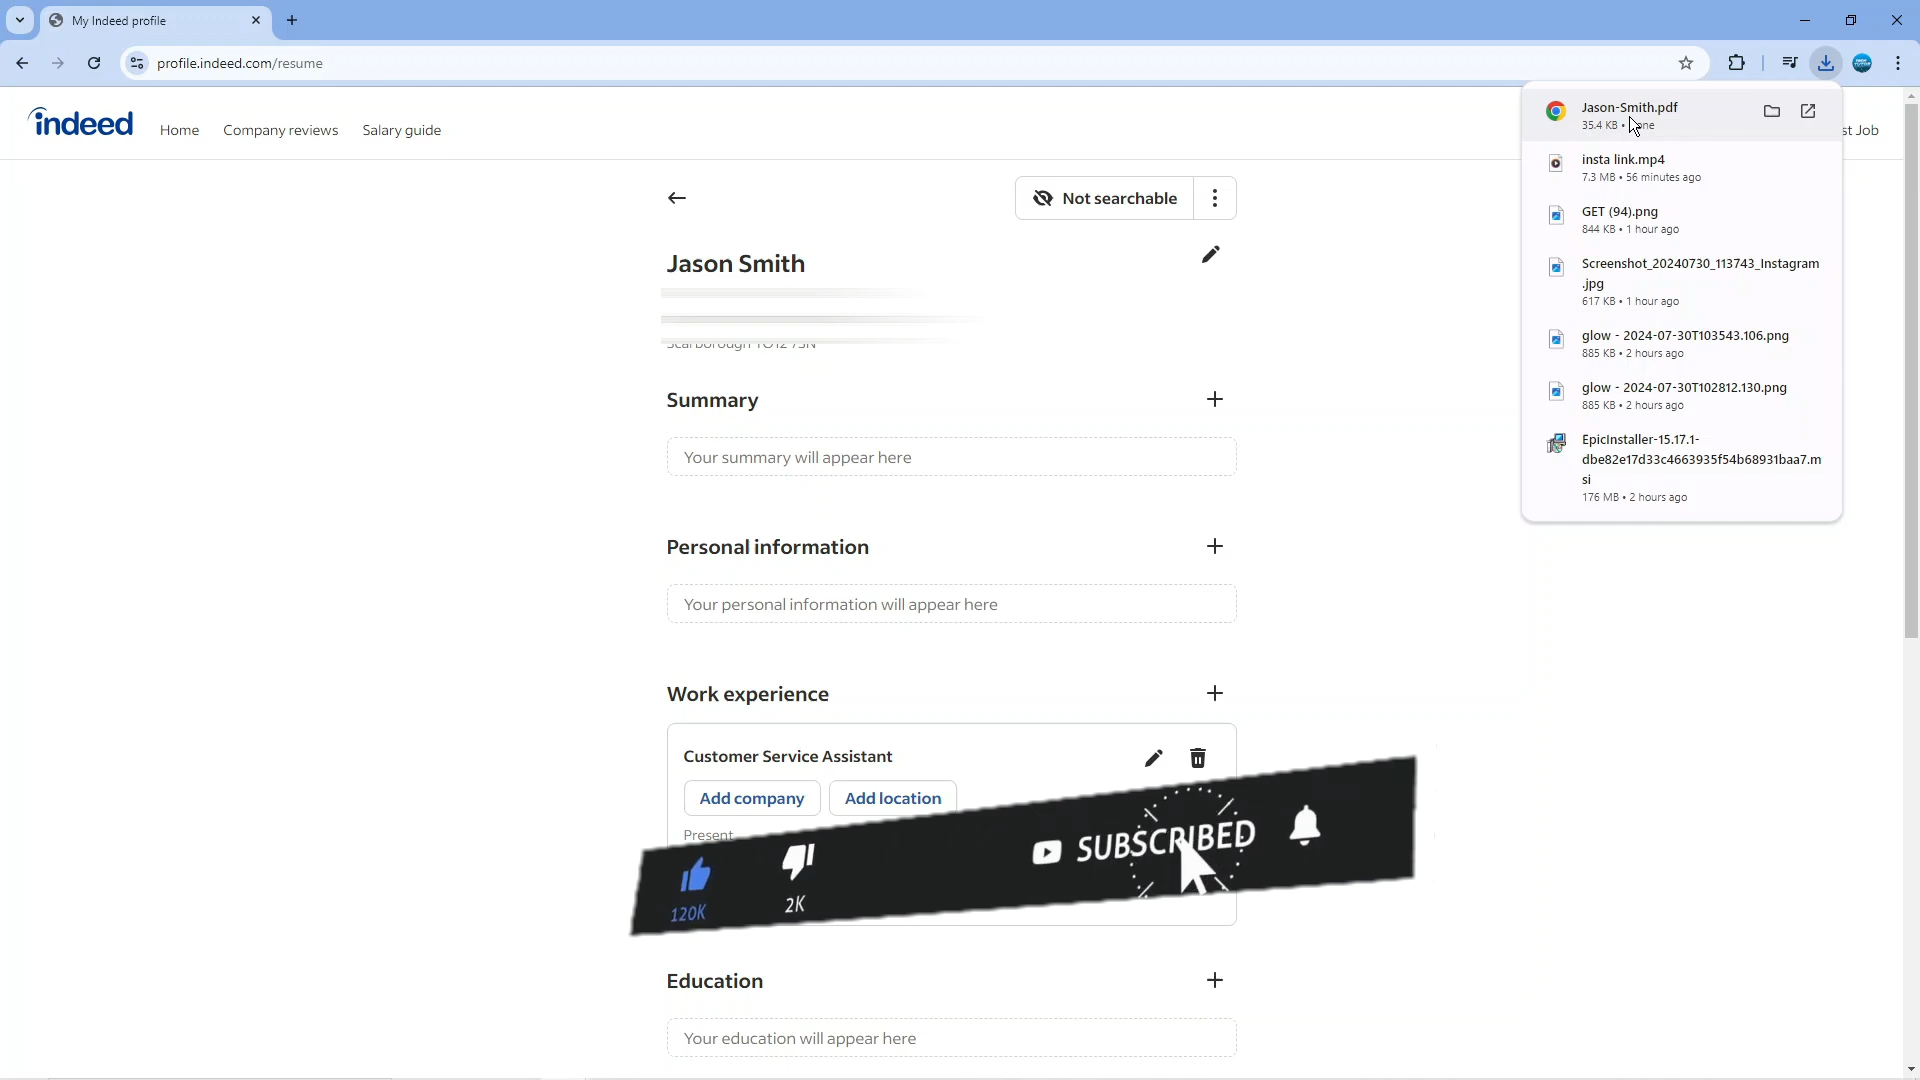 My Indeed profile
profile.indeed.com/resume
indeed
Home
Company reviews
Salary guide
st Job
Jason-Smith.pdf
35.4 KB •
insta link.mp4
7.3 MB • 56 minutes ago
GET (94).png
844 KB • 1 hour ago
Screenshot_20240730_113743_Instagram
.jpg
617 KB • 1 hour ago
glow - 2024-07-30T103543.106.png
885 KB • 2 hours ago
glow - 2024-07-30T102812.130.png
885 KB • 2 hours ago
EpicInstaller-15.17.1-
dbe82e17d33c4663935f54b68931baa7.m
si
176 MB • 2 hours ago
Not searchable
Jason Smith
Summary
Your summary will appear here
Personal information
Your personal information will appear here
Work experience
Customer Service Assistant
Add company
Add location
Present
120K
2K
SUBSCRIBED
Education
Your education will appear here